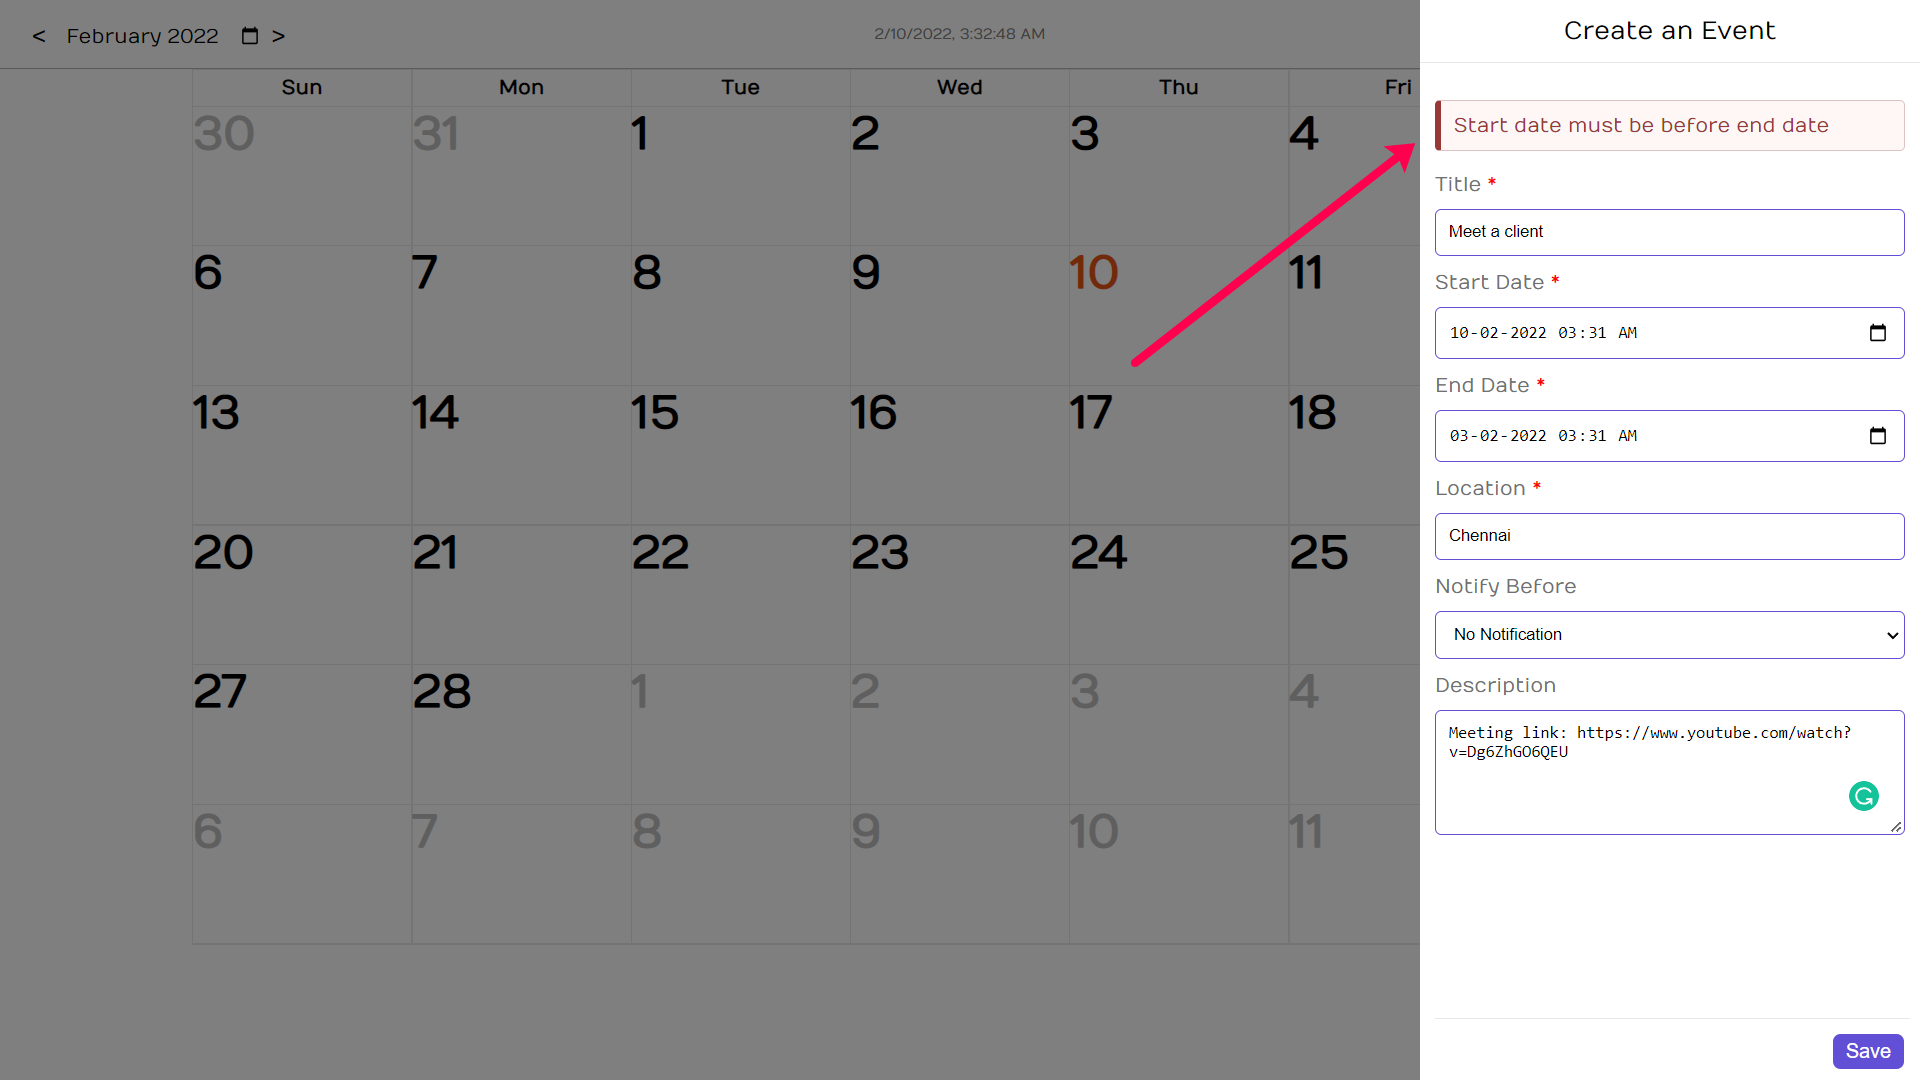 < February 2022 >
2/10/2022, 3:32:48 AM
Sun Mon Tue Wed Thu Fri
30 31 1 2 3 4
6 7 8 9 10 11
13 14 15 16 17 18
20 21 22 23 24 25
27 28 1 2 3 4
6 7 8 9 10 11
Create an Event
Start date must be before end date
Title *
Meet a client
Start Date *
10-02-2022 03:31 AM
End Date *
03-02-2022 03:31 AM
Location *
Chennai
Notify Before
No Notification
Description
Meeting link: https://www.youtube.com/watch?
v=Dg6ZhGO6QEU
Save